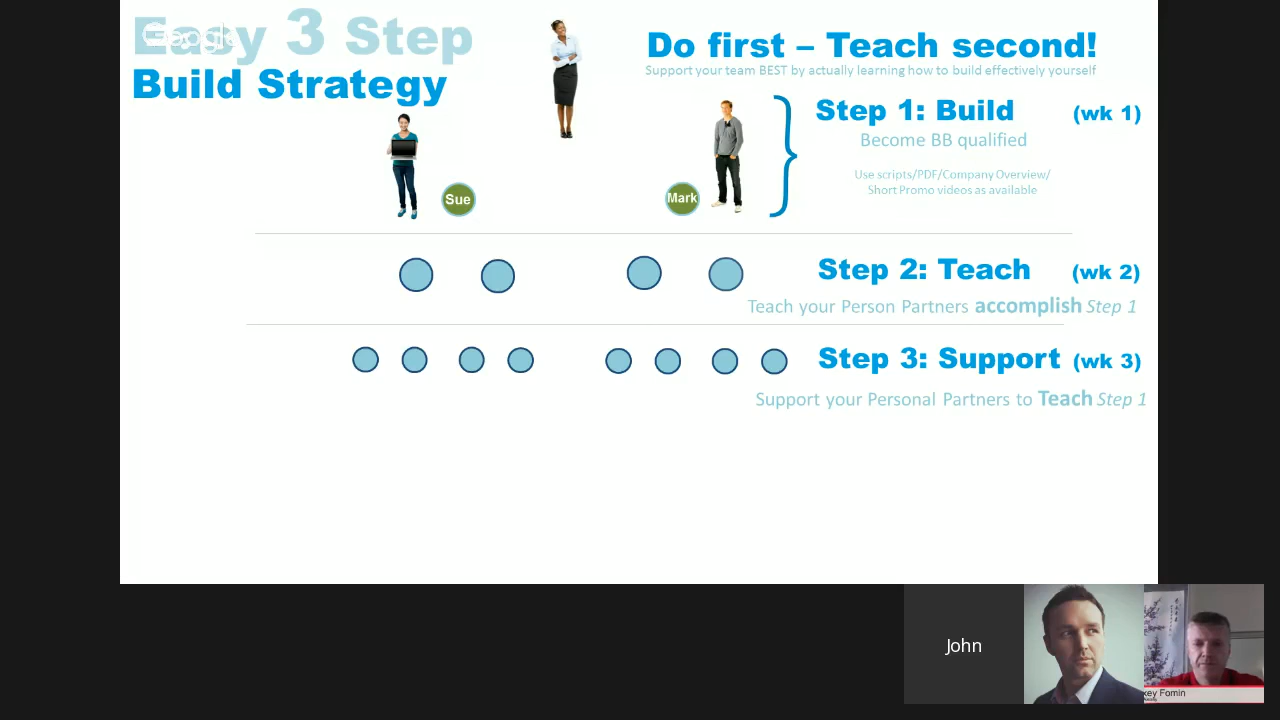 Easy 3 Step
Google
Build Strategy
Do first – Teach second!
Support your team BEST by actually learning how to build effectively yourself
Step 1: Build (wk 1)
Become BB qualified
Use scripts/PDF/Company Overview/
Short Promo videos as available
Sue
Mark
Step 2: Teach (wk 2)
Teach your Person Partners accomplish Step 1
Step 3: Support (wk 3)
Support your Personal Partners to Teach Step 1
John
key Fomin